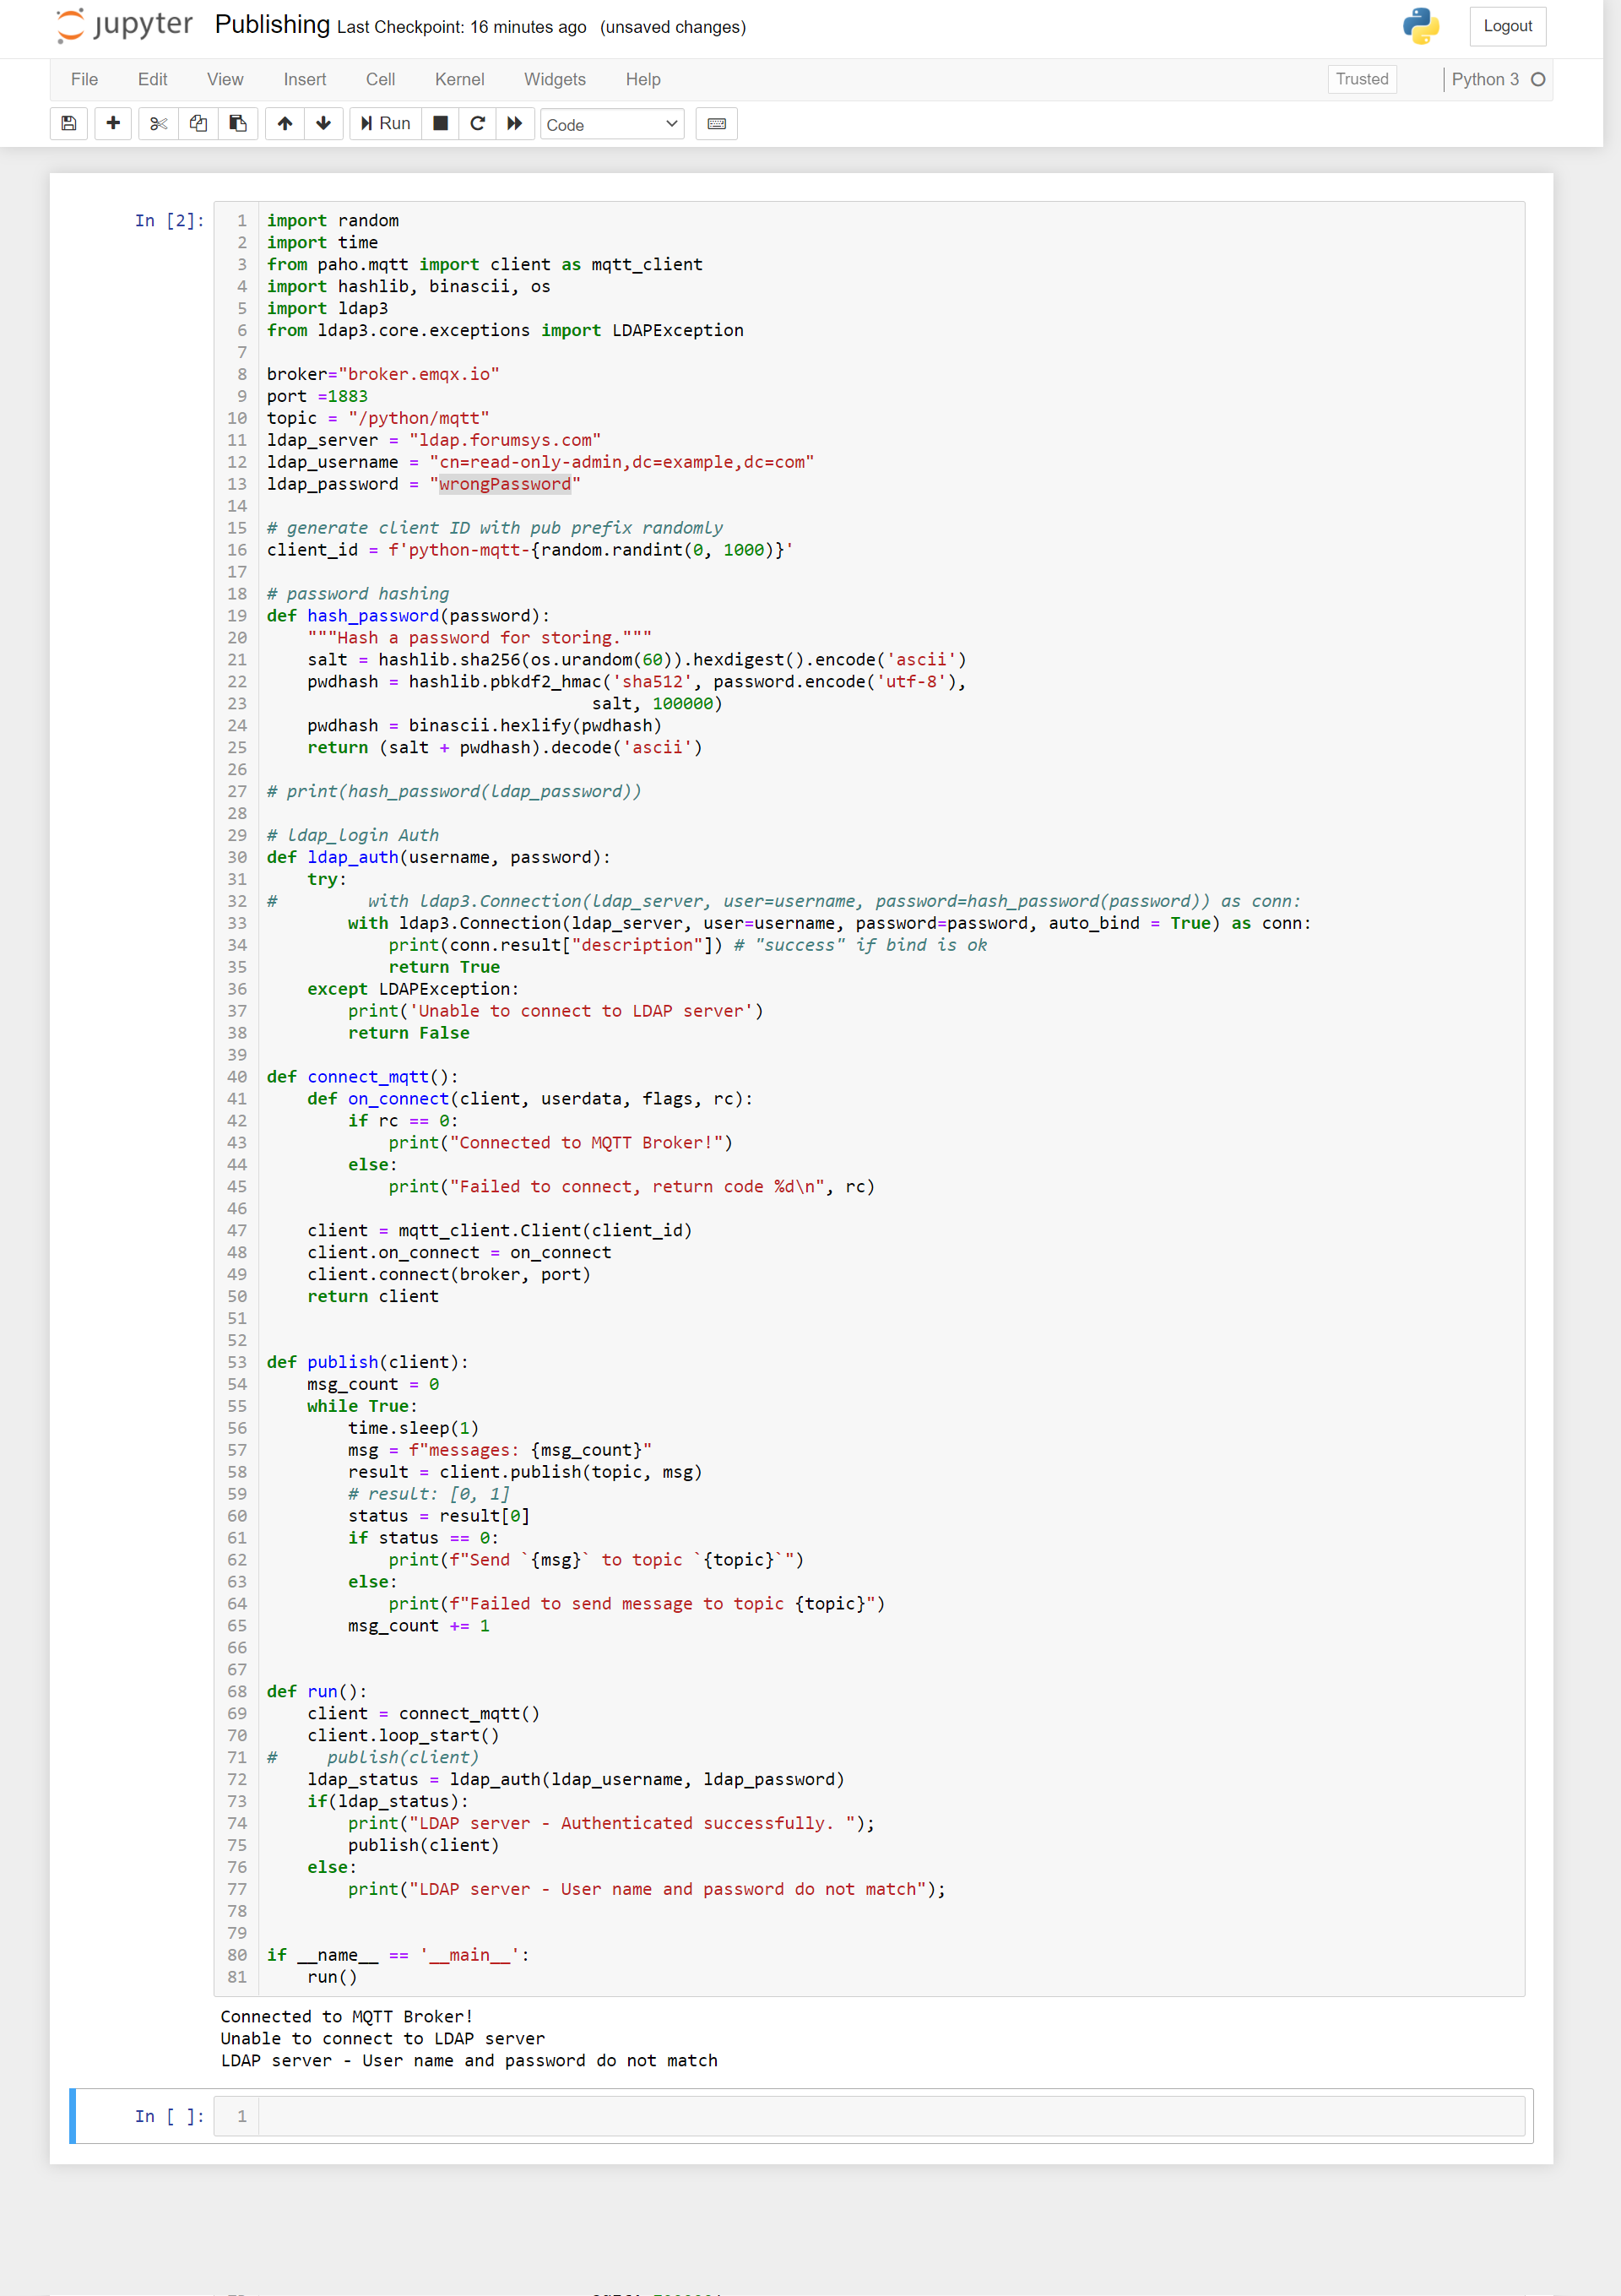 jupyter Publishing Last Checkpoint: 16 minutes ago (unsaved changes) Logout
File Edit View Insert Cell Kernel Widgets Help Trusted Python 3
Run Code
In [2]:
1 import random
2 import time
3 from paho.mqtt import client as mqtt_client
4 import hashlib, binascii, os
5 import ldap3
6 from ldap3.core.exceptions import LDAPException
7
8 broker="broker.emqx.io"
9 port =1883
10 topic = "/python/mqtt"
11 ldap_server = "ldap.forumsys.com"
12 ldap_username = "cn=read-only-admin,dc=example,dc=com"
13 ldap_password = "wrongPassword"
14
15 # generate client ID with pub prefix randomly
16 client_id = f'python-mqtt-{random.randint(0, 1000)}'
17
18 # password hashing
19 def hash_password(password):
20     """Hash a password for storing."""
21     salt = hashlib.sha256(os.urandom(60)).hexdigest().encode('ascii')
22     pwdhash = hashlib.pbkdf2_hmac('sha512', password.encode('utf-8'),
23                                 salt, 100000)
24     pwdhash = binascii.hexlify(pwdhash)
25     return (salt + pwdhash).decode('ascii')
26
27 # print(hash_password(ldap_password))
28
29 # ldap_login Auth
30 def ldap_auth(username, password):
31     try:
32 #         with ldap3.Connection(ldap_server, user=username, password=hash_password(password)) as conn:
33         with ldap3.Connection(ldap_server, user=username, password=password, auto_bind = True) as conn:
34             print(conn.result["description"]) # "success" if bind is ok
35             return True
36     except LDAPException:
37         print('Unable to connect to LDAP server')
38         return False
39
40 def connect_mqtt():
41     def on_connect(client, userdata, flags, rc):
42         if rc == 0:
43             print("Connected to MQTT Broker!")
44         else:
45             print("Failed to connect, return code %d\n", rc)
46
47     client = mqtt_client.Client(client_id)
48     client.on_connect = on_connect
49     client.connect(broker, port)
50     return client
51
52
53 def publish(client):
54     msg_count = 0
55     while True:
56         time.sleep(1)
57         msg = f"messages: {msg_count}"
58         result = client.publish(topic, msg)
59         # result: [0, 1]
60         status = result[0]
61         if status == 0:
62             print(f"Send `{msg}` to topic `{topic}`")
63         else:
64             print(f"Failed to send message to topic {topic}")
65         msg_count += 1
66
67
68 def run():
69     client = connect_mqtt()
70     client.loop_start()
71 #     publish(client)
72     ldap_status = ldap_auth(ldap_username, ldap_password)
73     if(ldap_status):
74         print("LDAP server - Authenticated successfully. ");
75         publish(client)
76     else:
77         print("LDAP server - User name and password do not match");
78
79
80 if __name__ == '__main__':
81     run()
Connected to MQTT Broker!
Unable to connect to LDAP server
LDAP server - User name and password do not match
In [ ]: 1